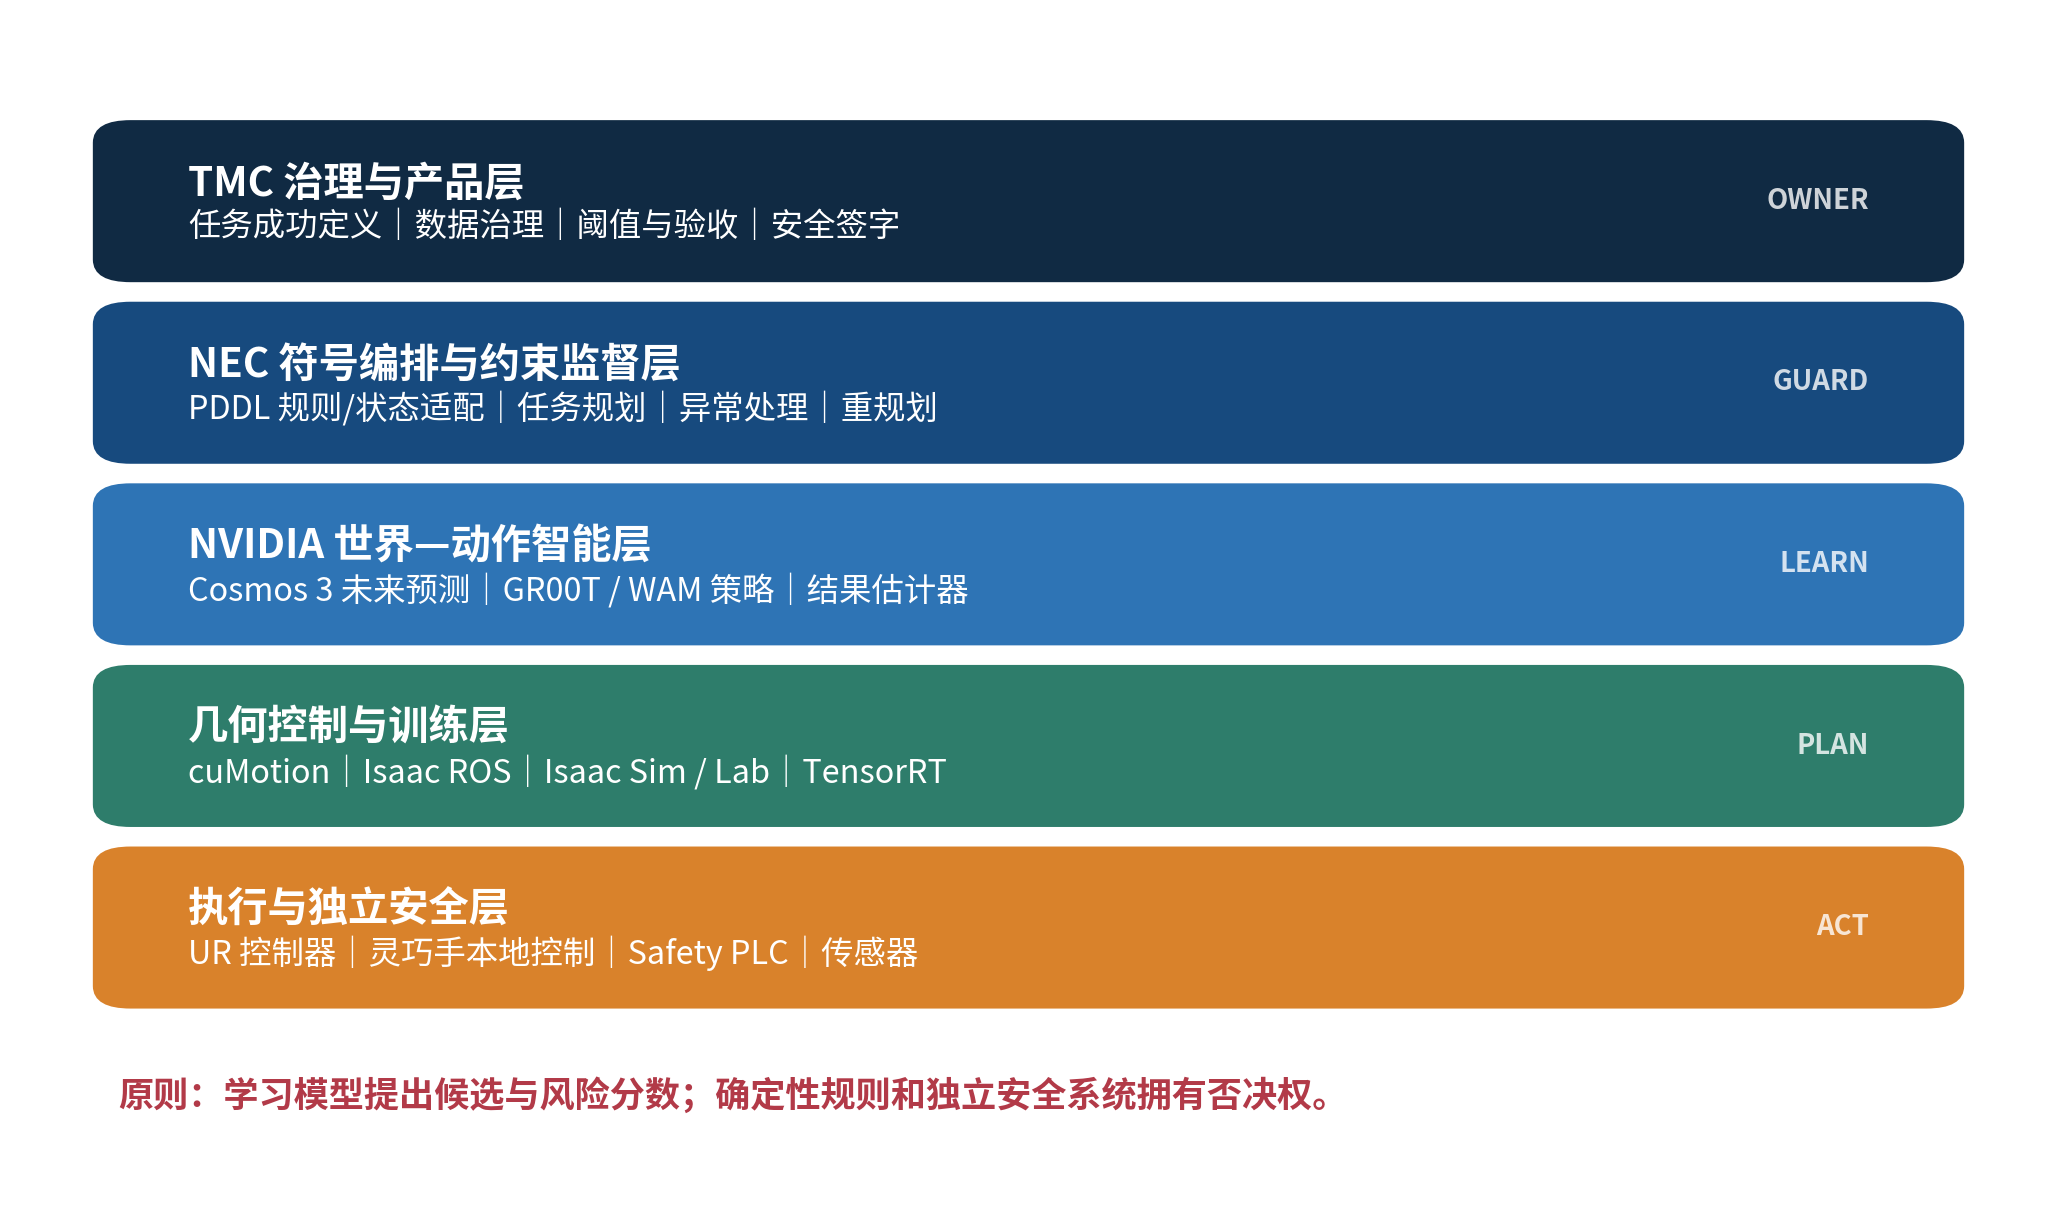 TMC 治理与产品层
任务成功定义｜数据治理｜阈值与验收｜安全签字
OWNER
NEC 符号编排与约束监督层
PDDL 规则/状态适配｜任务规划｜异常处理｜重规划
GUARD
NVIDIA 世界—动作智能层
Cosmos 3 未来预测｜GR00T / WAM 策略｜结果估计器
LEARN
几何控制与训练层
cuMotion｜Isaac ROS｜Isaac Sim / Lab｜TensorRT
PLAN
执行与独立安全层
UR 控制器｜灵巧手本地控制｜Safety PLC｜传感器
ACT
原则：学习模型提出候选与风险分数；确定性规则和独立安全系统拥有否决权。